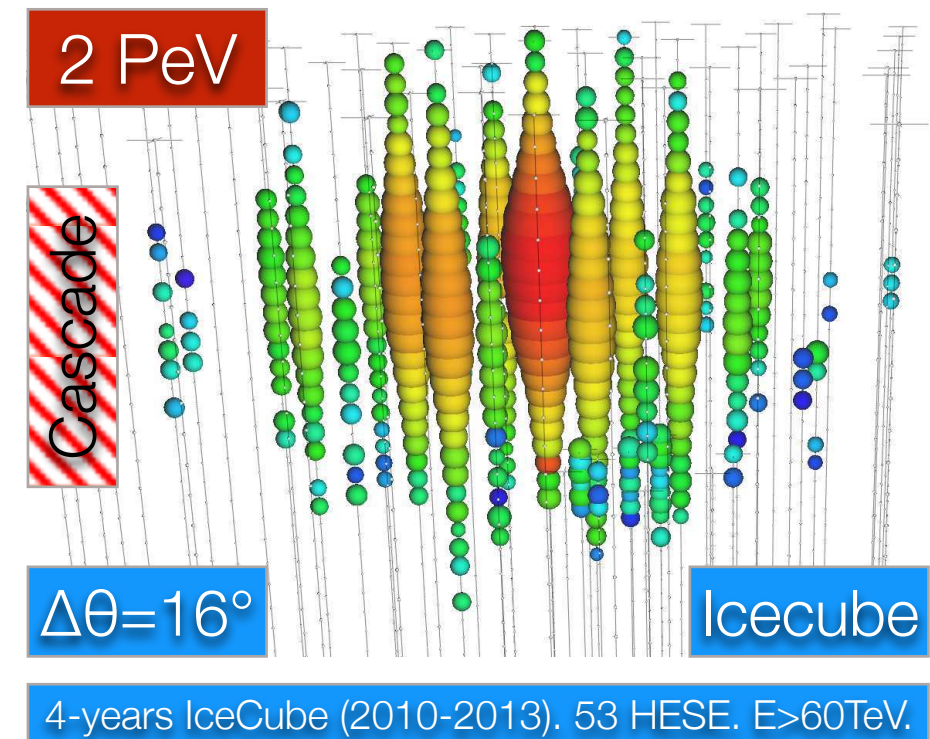 2 PeV
Cascade
Δθ=16°
Icecube
4-years IceCube (2010-2013). 53 HESE. E>60TeV.